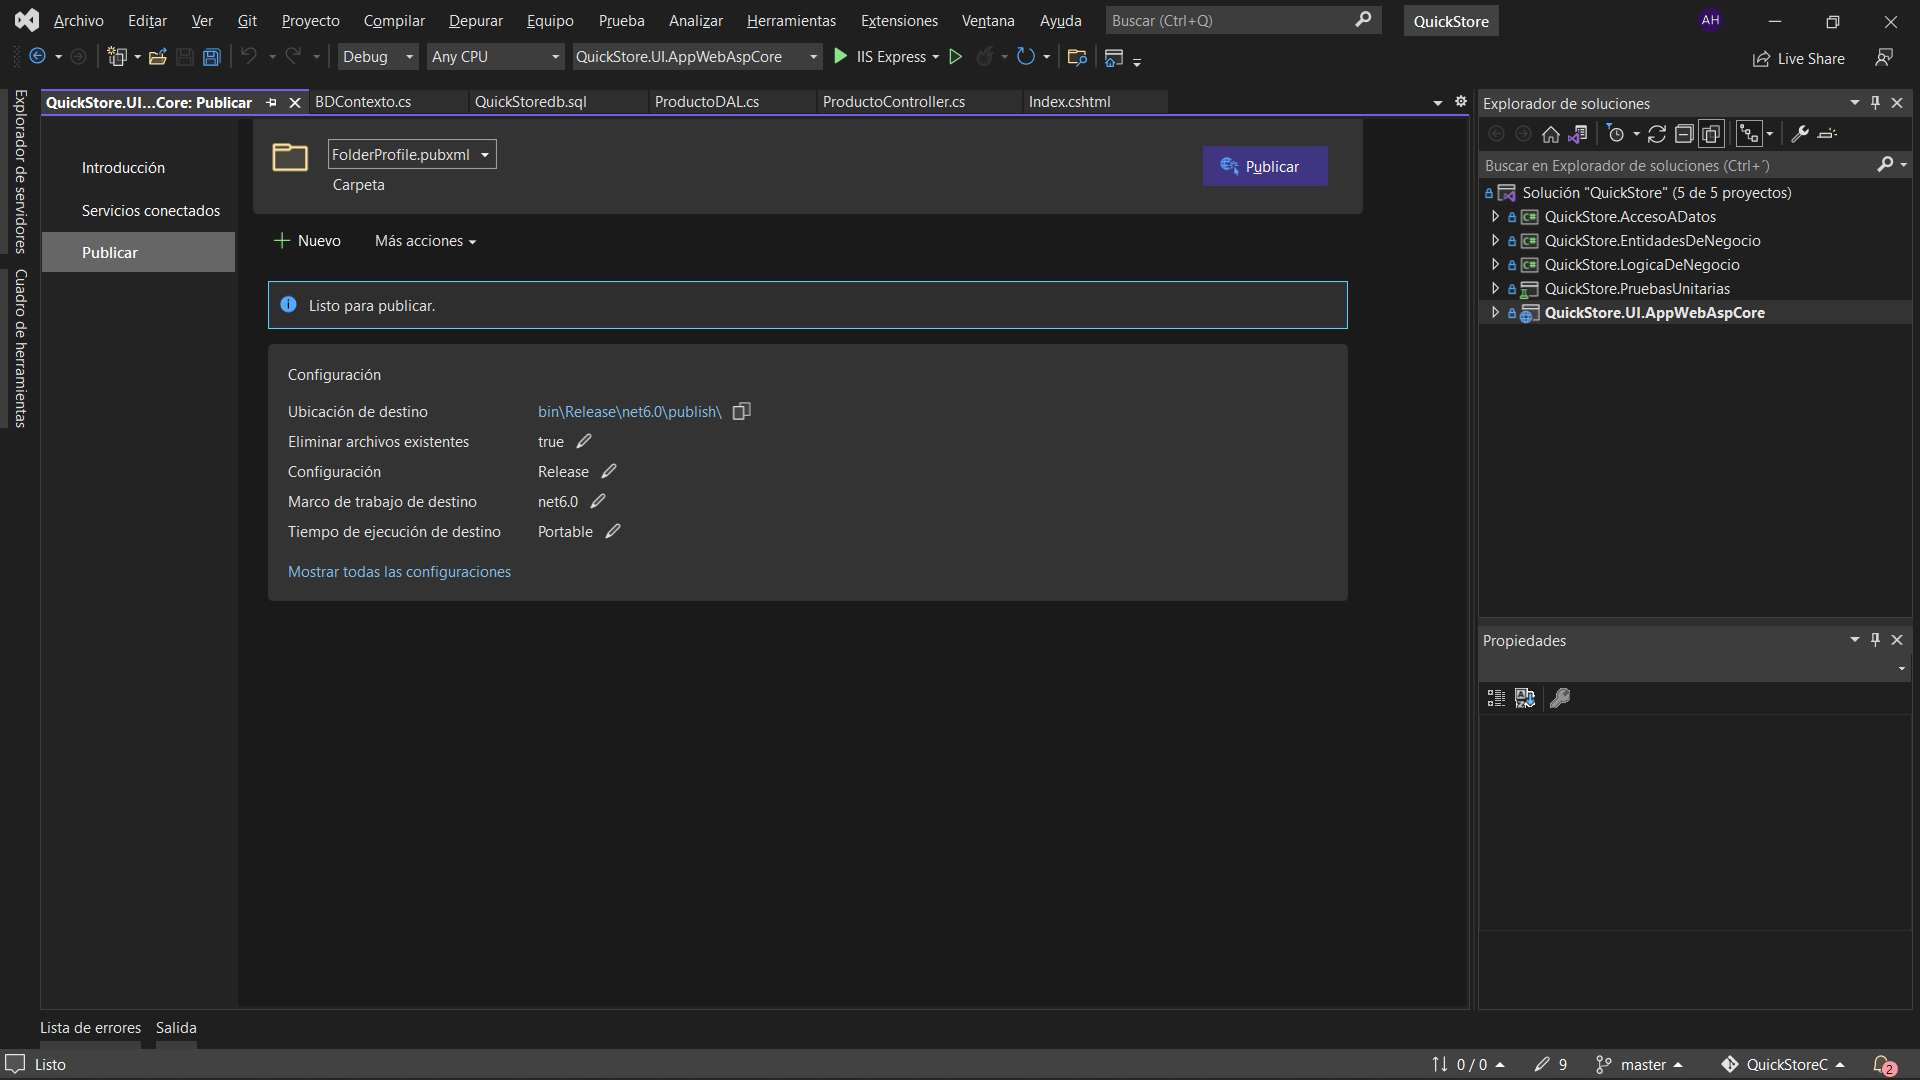 Archivo Editar Ver Git Proyecto Compilar Depurar Equipo Prueba Analizar Herramientas Extensiones Ventana Ayuda Buscar (Ctrl+Q) QuickStore AH
Debug Any CPU QuickStore.UI.AppWebAspCore IIS Express Live Share
Explorador de servidores
Cuadro de herramientas
QuickStore.UI...Core: Publicar BDContexto.cs QuickStoredb.sql ProductoDAL.cs ProductoController.cs Index.cshtml
Introducción
Servicios conectados
Publicar
FolderProfile.pubxml
Carpeta
Publicar
Nuevo Más acciones
Listo para publicar.
Configuración
Ubicación de destino bin\Release\net6.0\publish\
Eliminar archivos existentes true
Configuración Release
Marco de trabajo de destino net6.0
Tiempo de ejecución de destino Portable
Mostrar todas las configuraciones
Explorador de soluciones
Buscar en Explorador de soluciones (Ctrl+´)
Solución "QuickStore" (5 de 5 proyectos)
QuickStore.AccesoADatos
QuickStore.EntidadesDeNegocio
QuickStore.LogicaDeNegocio
QuickStore.PruebasUnitarias
QuickStore.UI.AppWebAspCore
Propiedades
Lista de errores Salida
Listo 0 / 0 9 master QuickStoreC 2